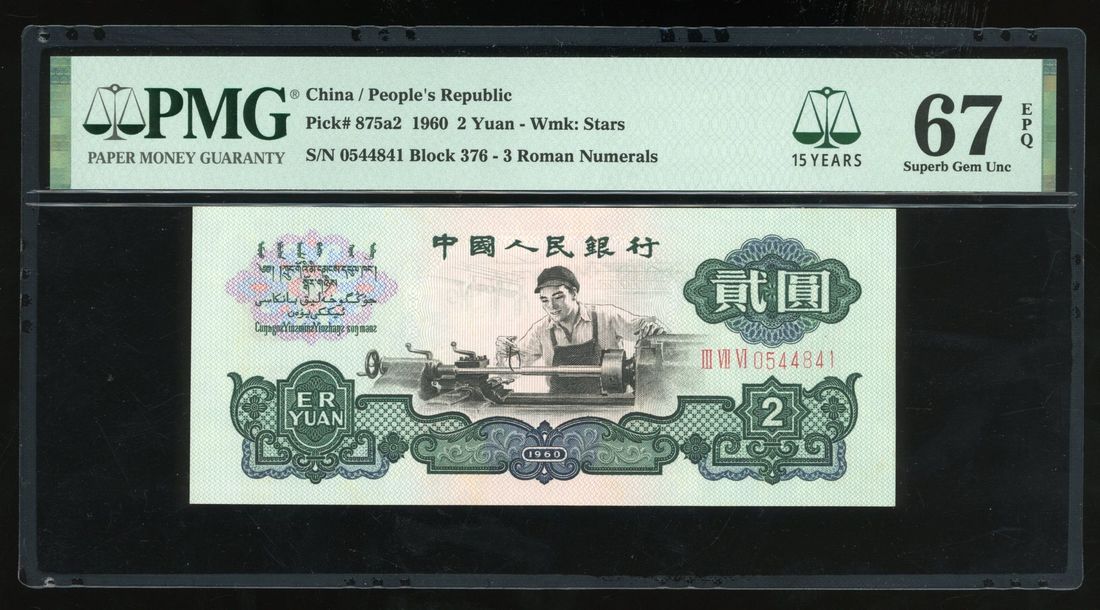 PMG®
PAPER MONEY GUARANTY
China / People's Republic
Pick# 875a2 1960 2 Yuan - Wmk: Stars
S/N 0544841 Block 376 - 3 Roman Numerals
15 YEARS
67
EPQ
Superb Gem Unc
中國人民銀行
貳圓
III VII VI 0544841
ER
YUAN
2
1960